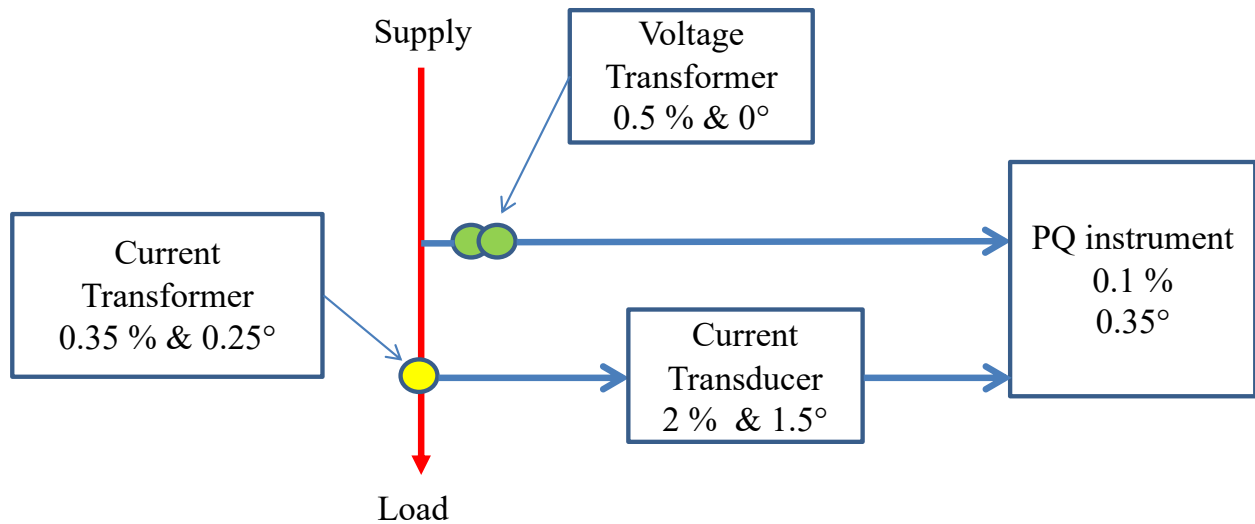 Supply
Voltage
Transformer
0.5 % & 0°
Current
Transformer
0.35 % & 0.25°
PQ instrument
0.1 %
0.35°
Current
Transducer
2 %  & 1.5°
Load